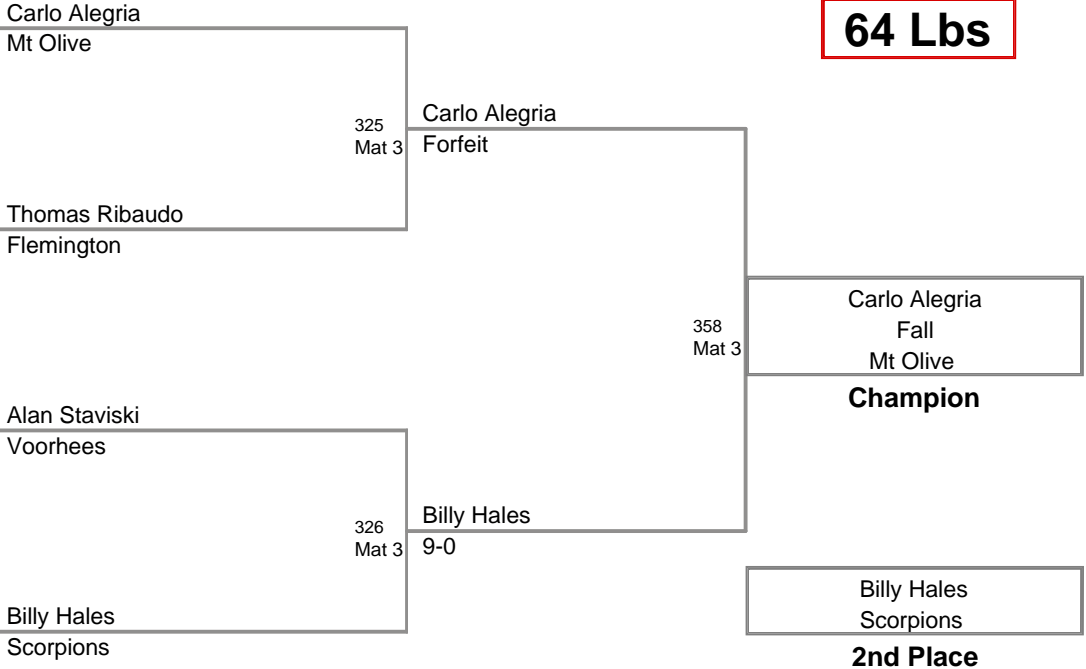 Carlo Alegria
Mt Olive
64 Lbs
325
Mat 3
Carlo Alegria
Forfeit
Thomas Ribaudo
Flemington
358
Mat 3
Carlo Alegria
Fall
Mt Olive
Champion
Alan Staviski
Voorhees
326
Mat 3
Billy Hales
9-0
Billy Hales
Scorpions
Billy Hales
Scorpions
2nd Place